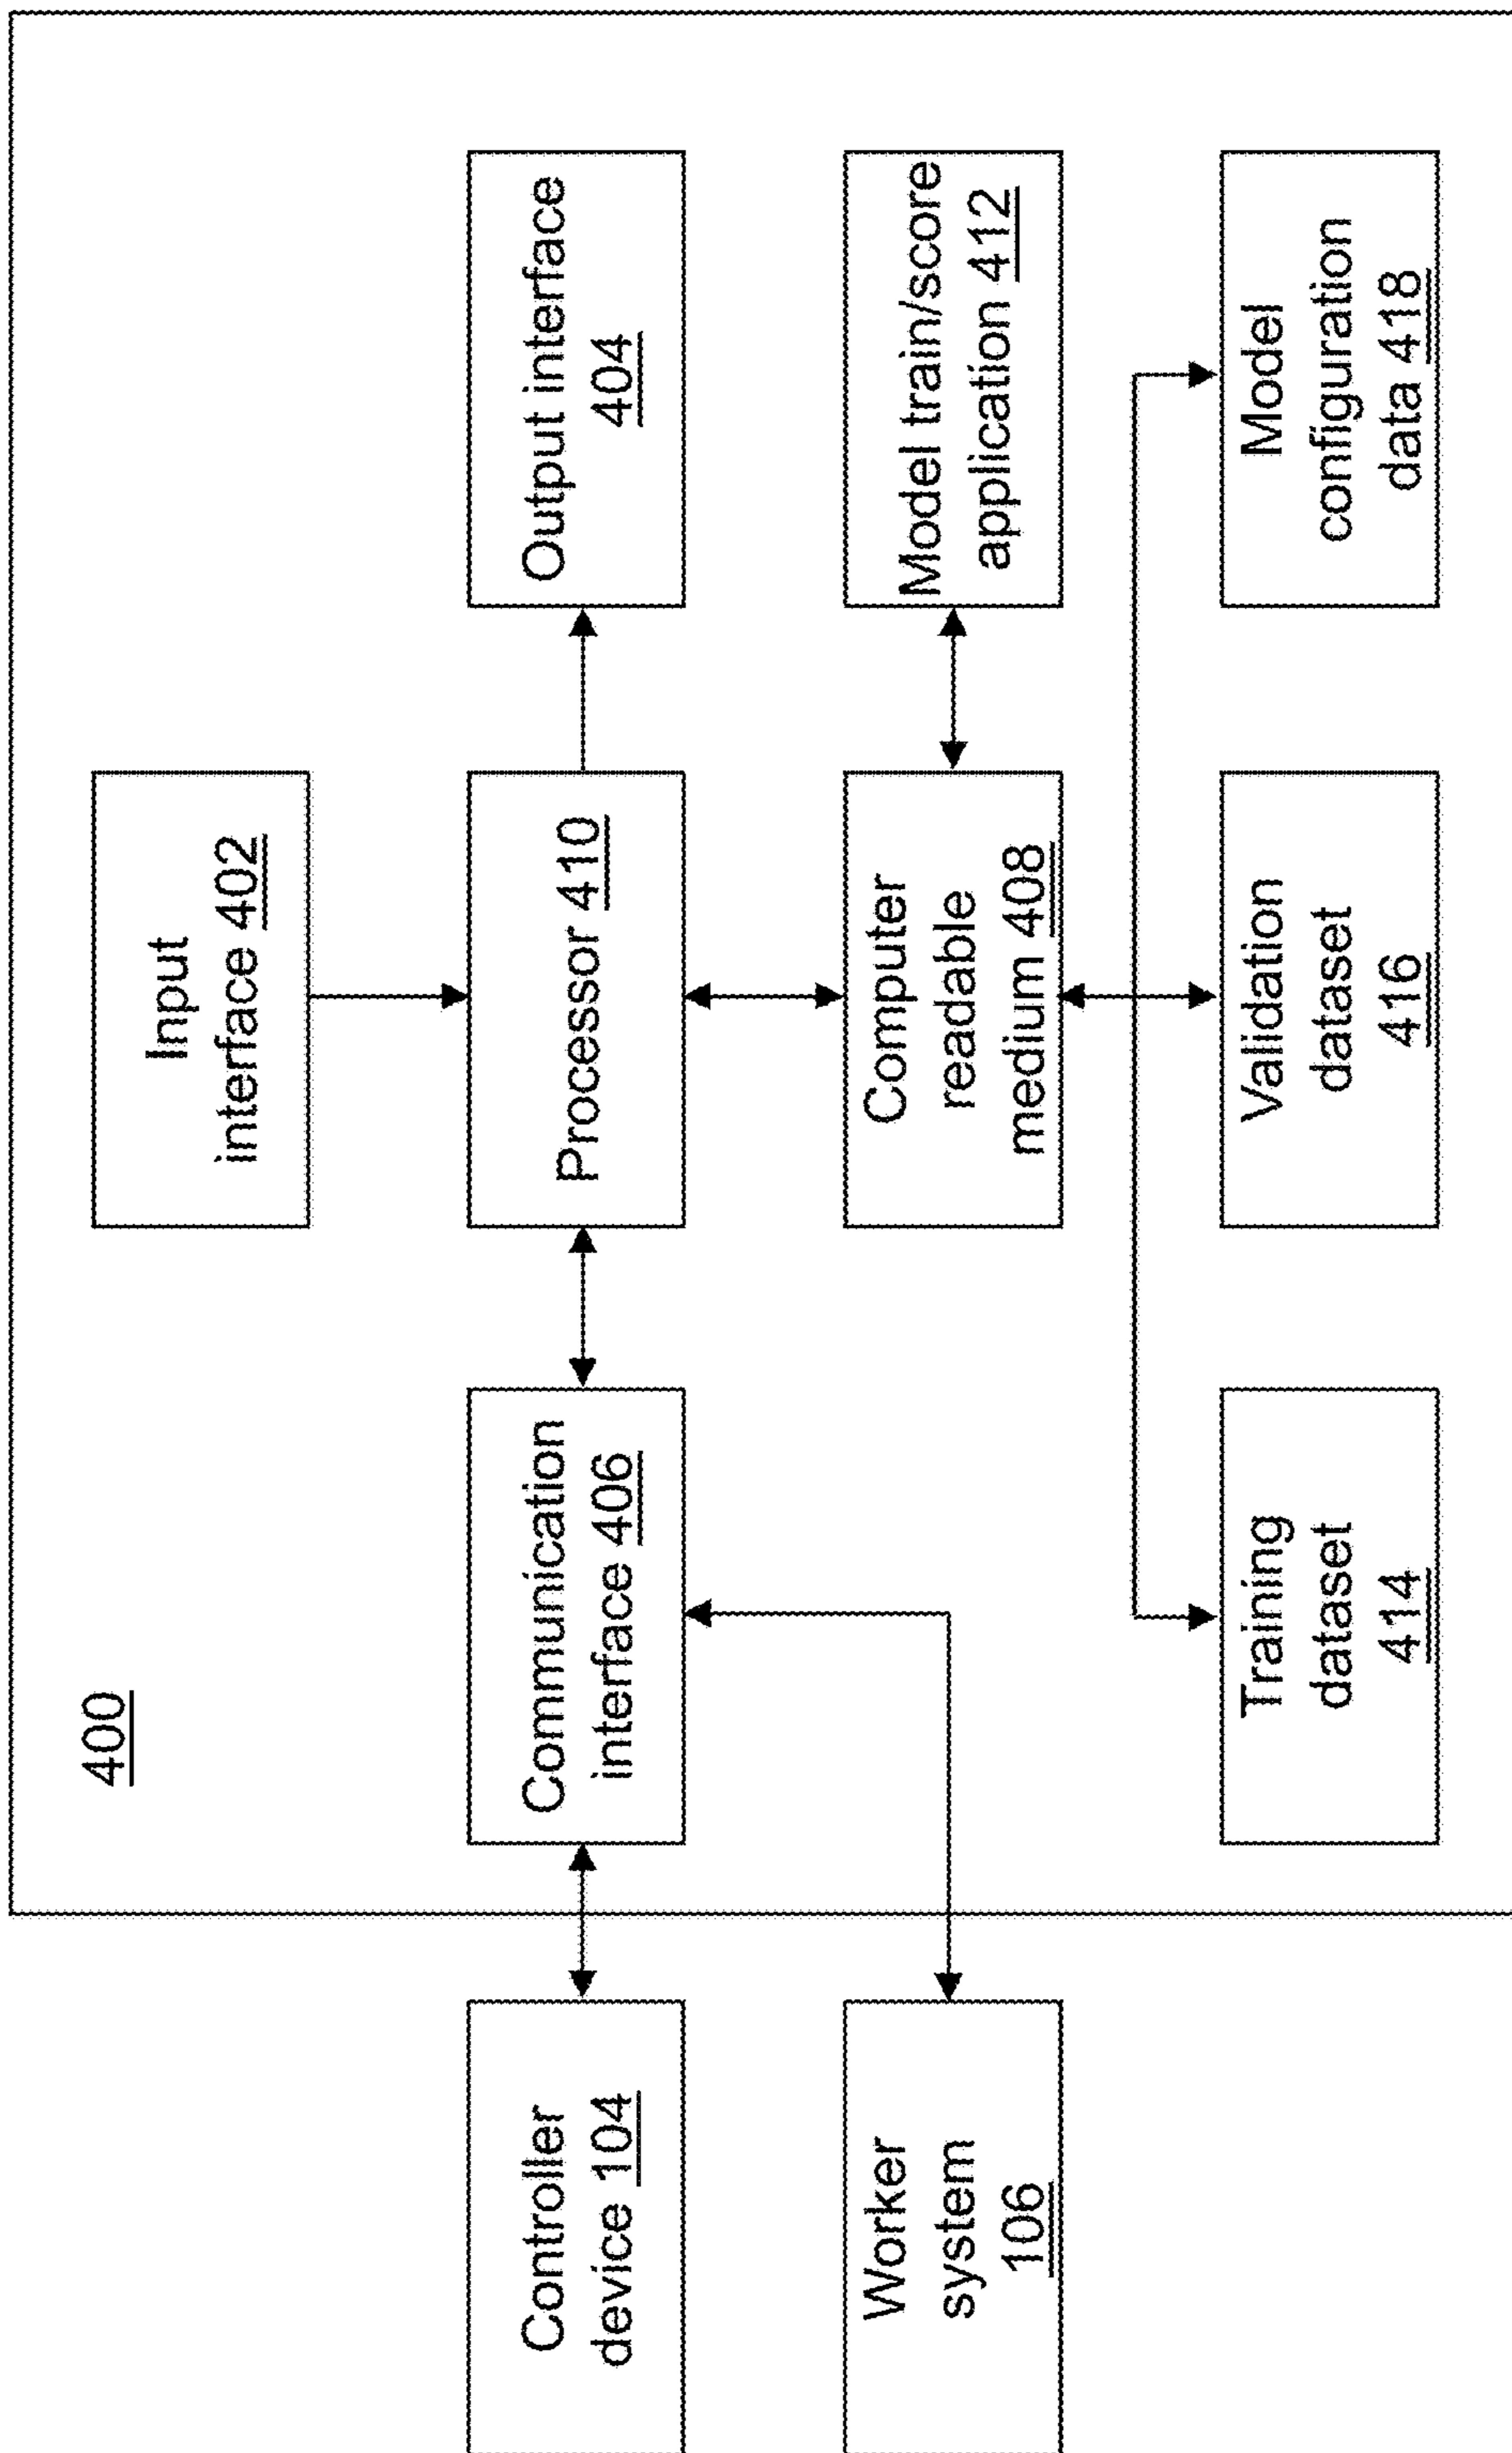 400
Input
interface 402
Controller
device 104
Communication
interface 406
Processor 410
Output interface
404
Worker
system
106
Computer
readable
medium 408
Model train/score
application 412
Training
dataset
414
Validation
dataset
416
Model
configuration
data 418